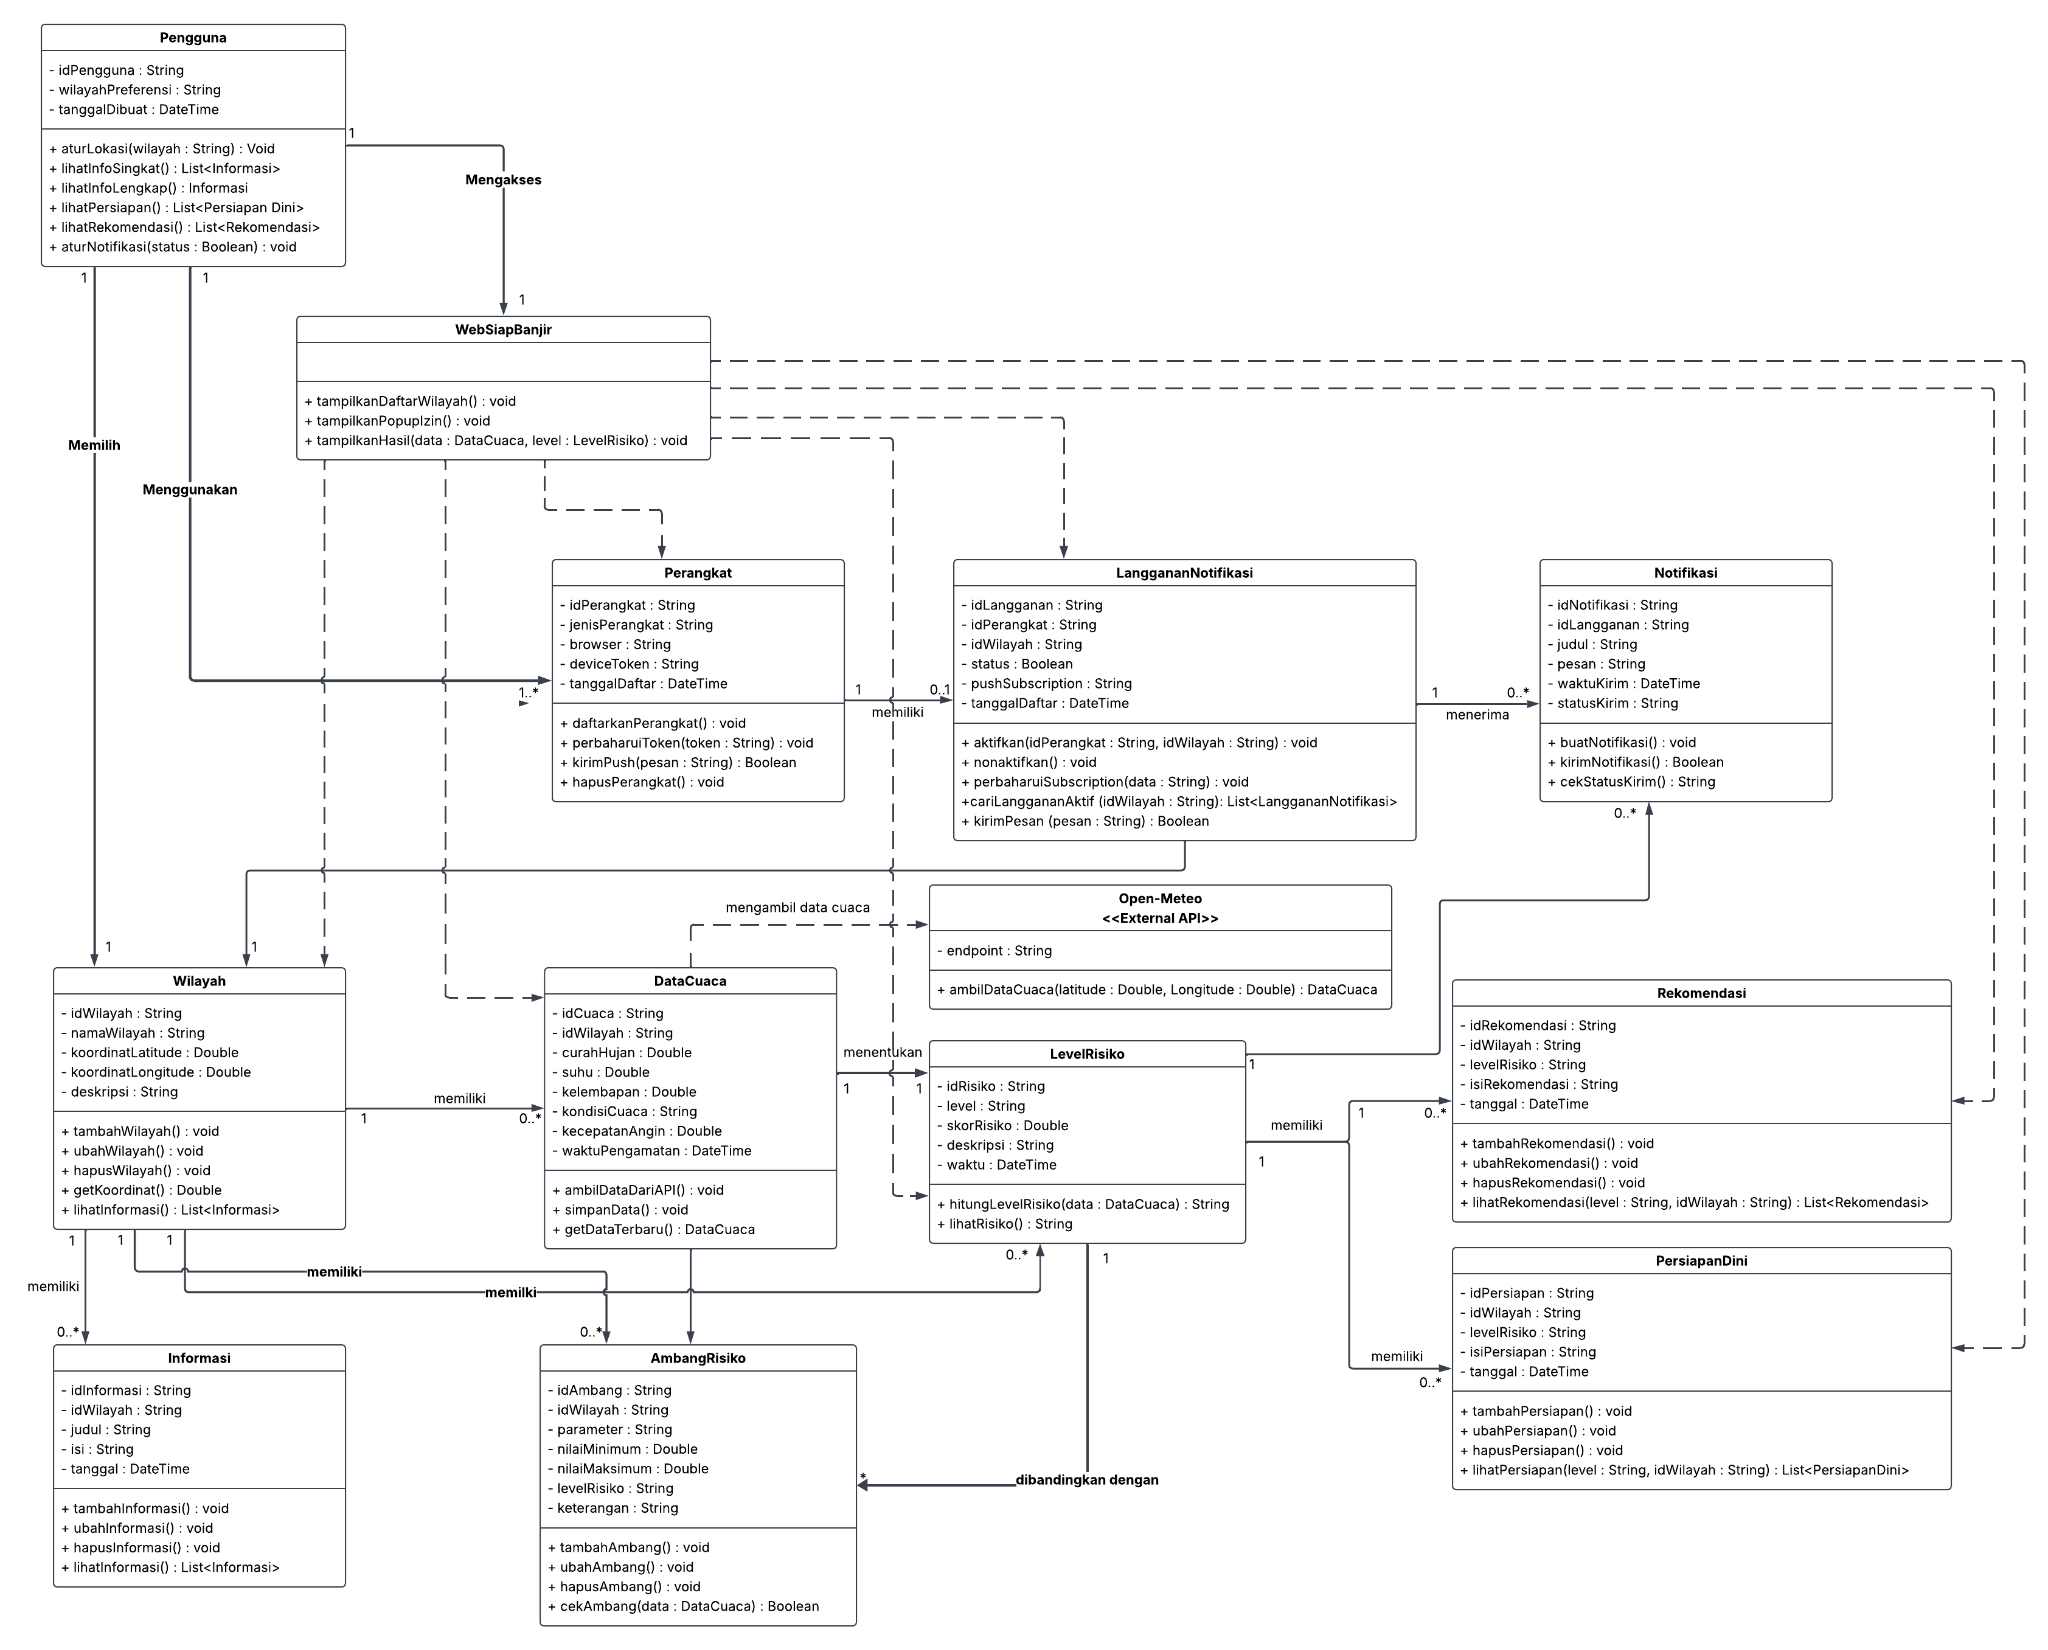 Pengguna
- idPengguna : String
- wilayahPreferensi : String
- tanggalDibuat : DateTime
+ aturLokasi(wilayah : String) : Void
+ lihatInfoSingkat() : List<Informasi>
+ lihatInfoLengkap() : Informasi
+ lihatPersiapan() : List<Persiapan Dini>
+ lihatRekomendasi() : List<Rekomendasi>
+ aturNotifikasi(status : Boolean) : void
1
Mengakses
1
1
1
Memilih
Menggunakan
WebSiapBanjir
+ tampilkanDaftarWilayah() : void
+ tampilkanPopupIzin() : void
+ tampilkanHasil(data : DataCuaca, level : LevelRisiko) : void
1..*
Perangkat
- idPerangkat : String
- jenisPerangkat : String
- browser : String
- deviceToken : String
- tanggalDaftar : DateTime
+ daftarkanPerangkat() : void
+ perbaharuiToken(token : String) : void
+ kirimPush(pesan : String) : Boolean
+ hapusPerangkat() : void
1
0..1
memiliki
LanggananNotifikasi
- idLangganan : String
- idPerangkat : String
- idWilayah : String
- status : Boolean
- pushSubscription : String
- tanggalDaftar : DateTime
+ aktifkan(idPerangkat : String, idWilayah : String) : void
+ nonaktifkan() : void
+ perbaharuiSubscription(data : String) : void
+cariLanggananAktif (idWilayah : String): List<LanggananNotifikasi>
+ kirimPesan (pesan : String) : Boolean
1
0..*
menerima
Notifikasi
- idNotifikasi : String
- idLangganan : String
- judul : String
- pesan : String
- waktuKirim : DateTime
- statusKirim : String
+ buatNotifikasi() : void
+ kirimNotifikasi() : Boolean
+ cekStatusKirim() : String
0..*
1
1
Wilayah
- idWilayah : String
- namaWilayah : String
- koordinatLatitude : Double
- koordinatLongitude : Double
- deskripsi : String
+ tambahWilayah() : void
+ ubahWilayah() : void
+ hapusWilayah() : void
+ getKoordinat() : Double
+ lihatInformasi() : List<Informasi>
memiliki
1
0..*
mengambil data cuaca
DataCuaca
- idCuaca : String
- idWilayah : String
- curahHujan : Double
- suhu : Double
- kelembapan : Double
- kondisiCuaca : String
- kecepatanAngin : Double
- waktuPengamatan : DateTime
+ ambilDataDariAPI() : void
+ simpanData() : void
+ getDataTerbaru() : DataCuaca
Open-Meteo
<<External API>>
- endpoint : String
+ ambilDataCuaca(latitude : Double, Longitude : Double) : DataCuaca
menentukan
1
1
LevelRisiko
- idRisiko : String
- level : String
- skorRisiko : Double
- deskripsi : String
- waktu : DateTime
+ hitungLevelRisiko(data : DataCuaca) : String
+ lihatRisiko() : String
1
memiliki
1
1
0..*
Rekomendasi
- idRekomendasi : String
- idWilayah : String
- levelRisiko : String
- isiRekomendasi : String
- tanggal : DateTime
+ tambahRekomendasi() : void
+ ubahRekomendasi() : void
+ hapusRekomendasi() : void
+ lihatRekomendasi(level : String, idWilayah : String) : List<Rekomendasi>
1
1
1
memiliki
memiliki
memilki
0..*
0..*
0..*
1
memiliki
0..*
PersiapanDini
- idPersiapan : String
- idWilayah : String
- levelRisiko : String
- isiPersiapan : String
- tanggal : DateTime
+ tambahPersiapan() : void
+ ubahPersiapan() : void
+ hapusPersiapan() : void
+ lihatPersiapan(level : String, idWilayah : String) : List<PersiapanDini>
Informasi
- idInformasi : String
- idWilayah : String
- judul : String
- isi : String
- tanggal : DateTime
+ tambahInformasi() : void
+ ubahInformasi() : void
+ hapusInformasi() : void
+ lihatInformasi() : List<Informasi>
AmbangRisiko
- idAmbang : String
- idWilayah : String
- parameter : String
- nilaiMinimum : Double
- nilaiMaksimum : Double
- levelRisiko : String
- keterangan : String
+ tambahAmbang() : void
+ ubahAmbang() : void
+ hapusAmbang() : void
+ cekAmbang(data : DataCuaca) : Boolean
*
dibandingkan dengan